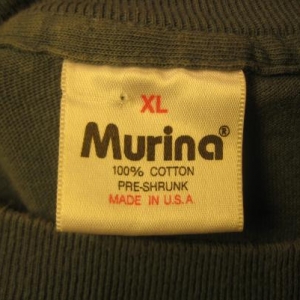 XL
Murina®
100% COTTON
PRE-SHRUNK
MADE IN U.S.A